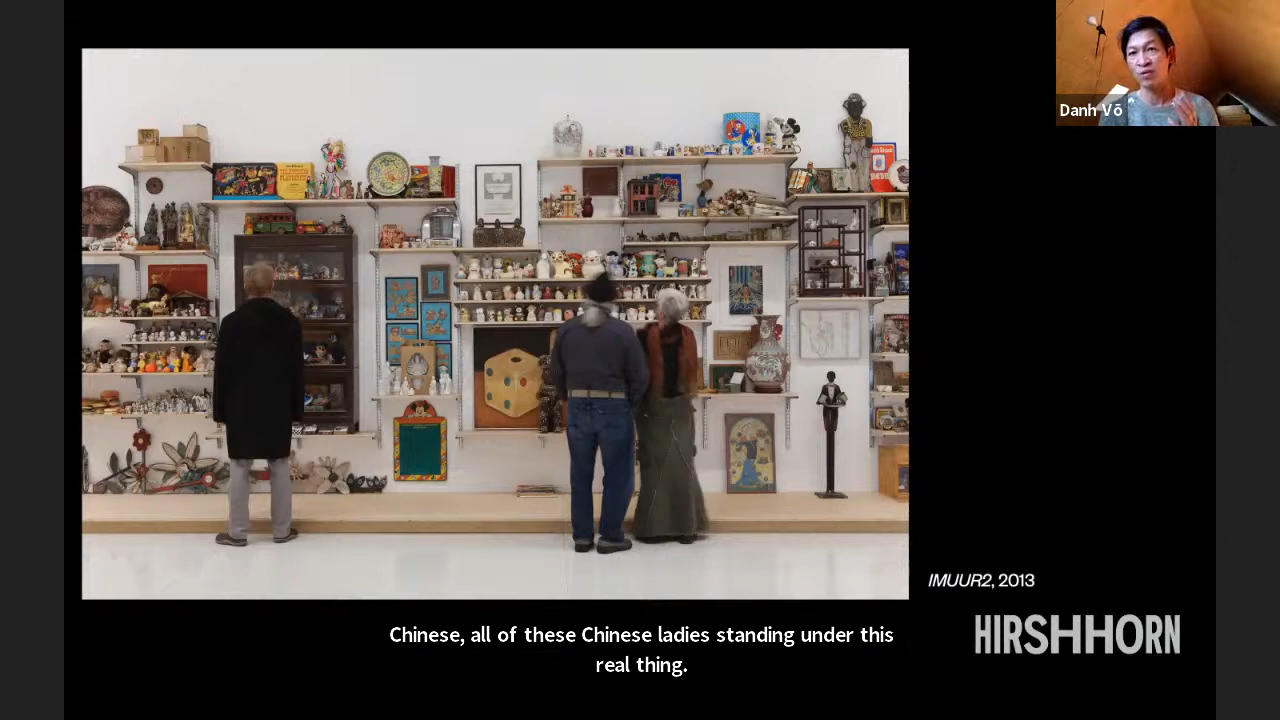 Danh Võ
IMUUR2, 2013
HIRSHHORN
Chinese, all of these Chinese ladies standing under this
real thing.